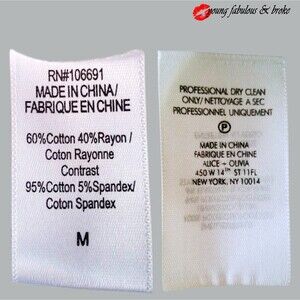 young fabulous & broke
RN#106691
MADE IN CHINA/
FABRIQUE EN CHINE
60%Cotton 40%Rayon /
Coton Rayonne
Contrast
95%Cotton 5%Spandex/
Coton Spandex
M
PROFESSIONAL DRY CLEAN
ONLY/ NETTOYAGE A SEC
PROFESSIONNEL UNIQUEMENT
P
MADE IN CHINA
FABRIQUE EN CHINE
ALICE + OLIVIA
450 W 14TH ST 11FL
NEW YORK, NY 10014